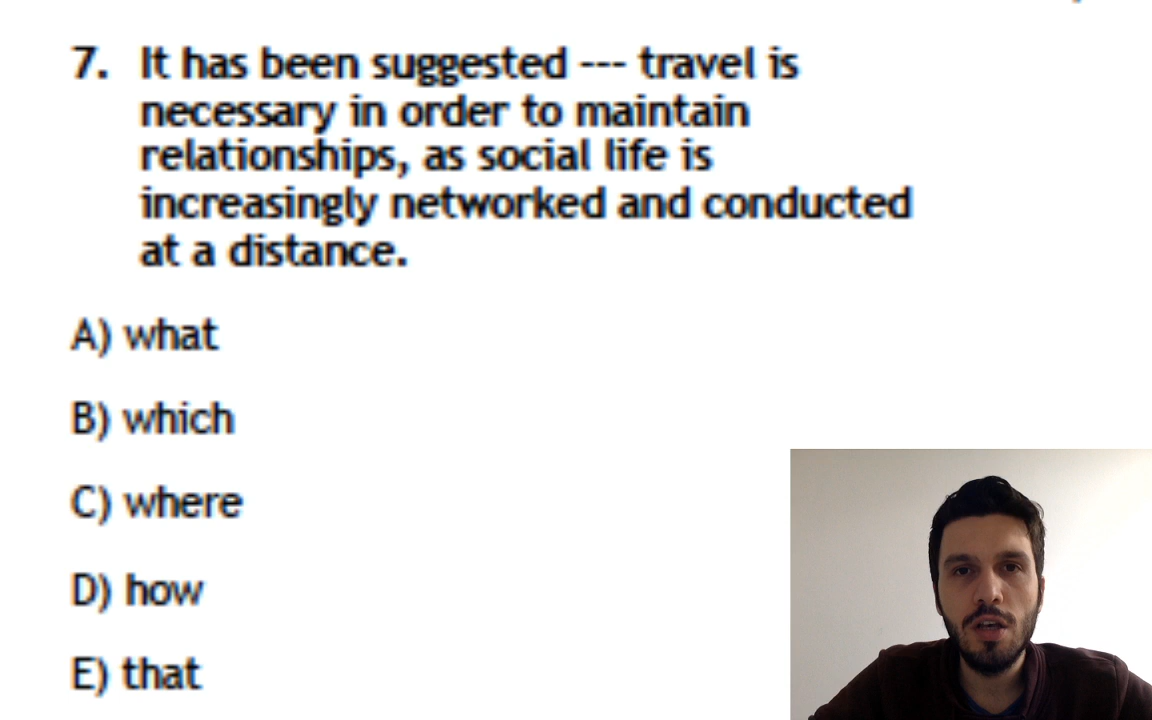 7. It has been suggested --- travel is
necessary in order to maintain
relationships, as social life is
increasingly networked and conducted
at a distance.
A) what
B) which
C) where
D) how
E) that